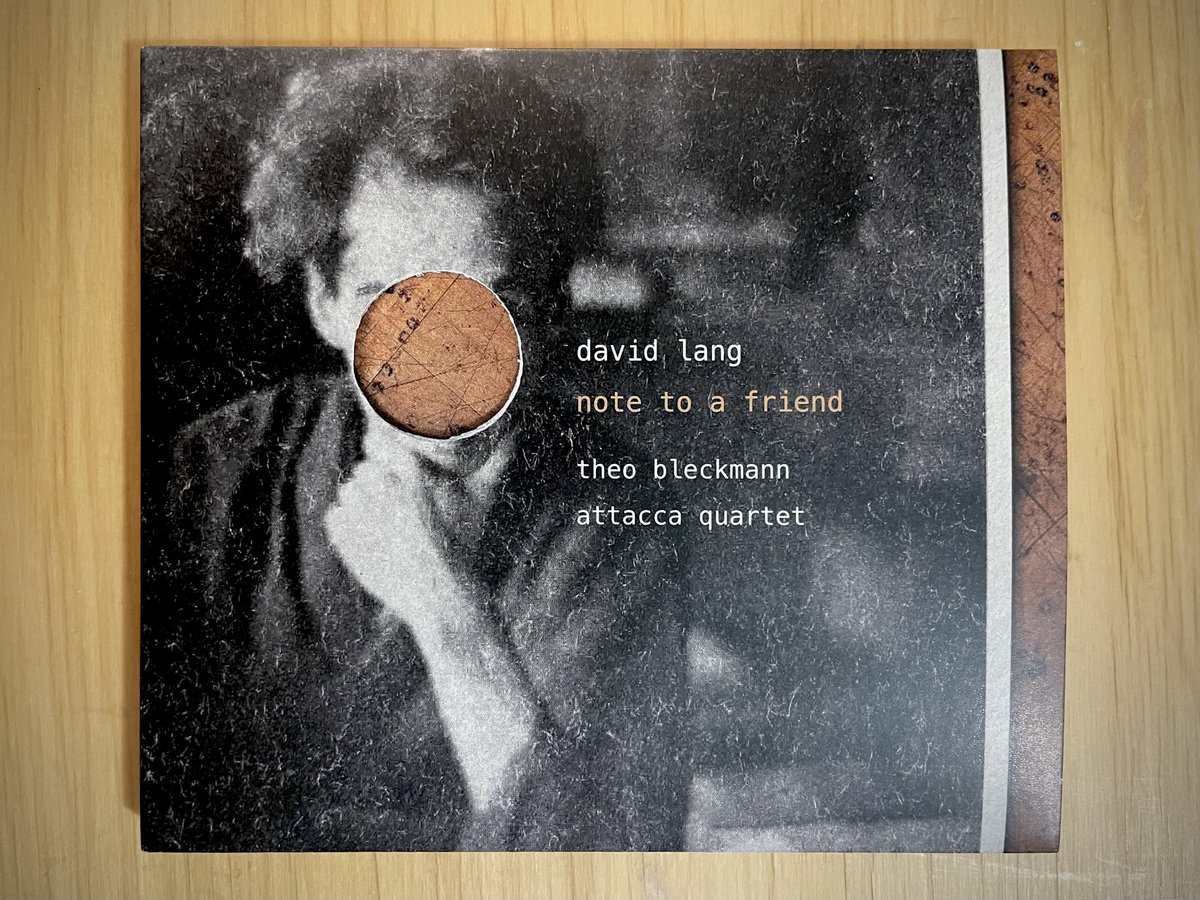 david lang
note to a friend
theo bleckmann
attacca quartet